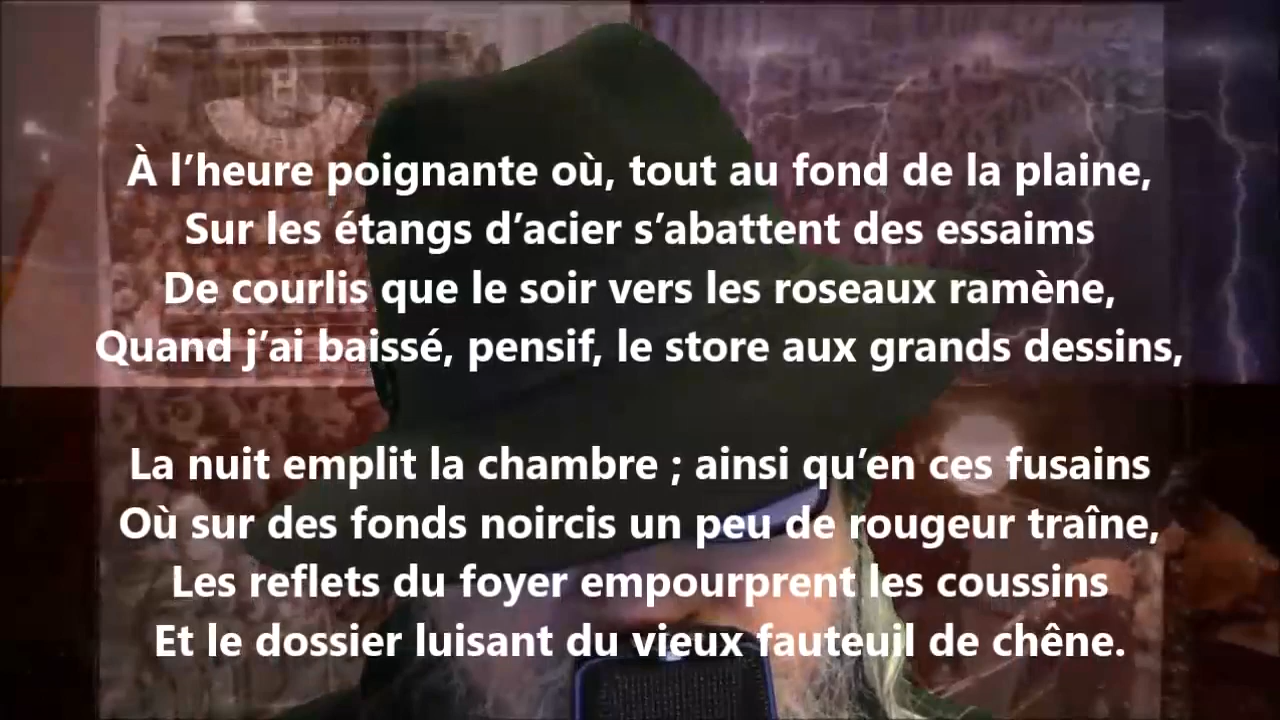 À l’heure poignante où, tout au fond de la plaine,
Sur les étangs d’acier s’abattent des essaims
De courlis que le soir vers les roseaux ramène,
Quand j’ai baissé, pensif, le store aux grands dessins,
La nuit emplit la chambre ; ainsi qu’en ces fusains
Où sur des fonds noircis un peu de rougeur traîne,
Les reflets du foyer empourprent les coussins
Et le dossier luisant du vieux fauteuil de chêne.